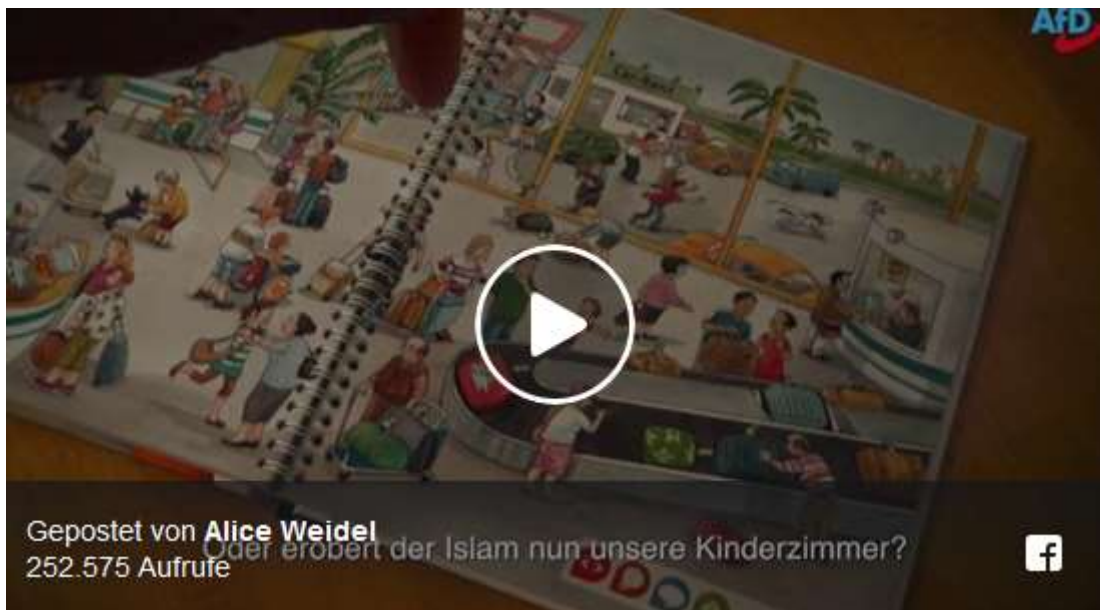 AfD
Gepostet von Alice Weidel
Oder erobert der Islam nun unsere Kinderzimmer?
252.575 Aufrufe